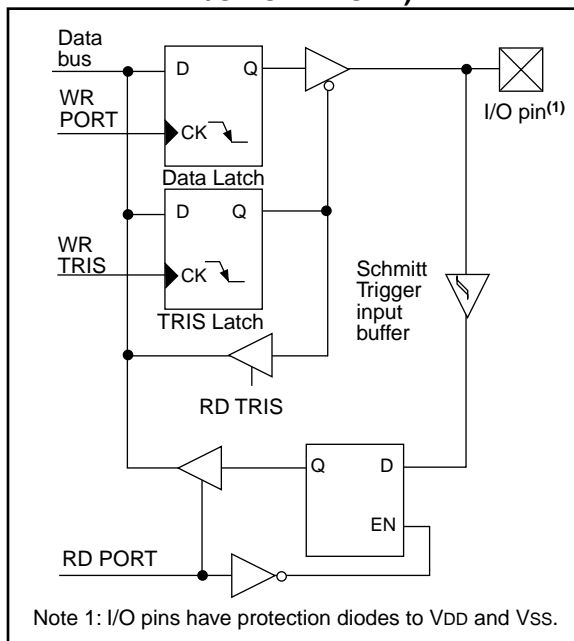 Data
bus
D
Q
WR
PORT
CK
Data Latch
I/O pin(1)
D
Q
WR
TRIS
CK
TRIS Latch
Schmitt
Trigger
input
buffer
RD TRIS
Q
D
EN
RD PORT
Note 1: I/O pins have protection diodes to VDD and VSS.